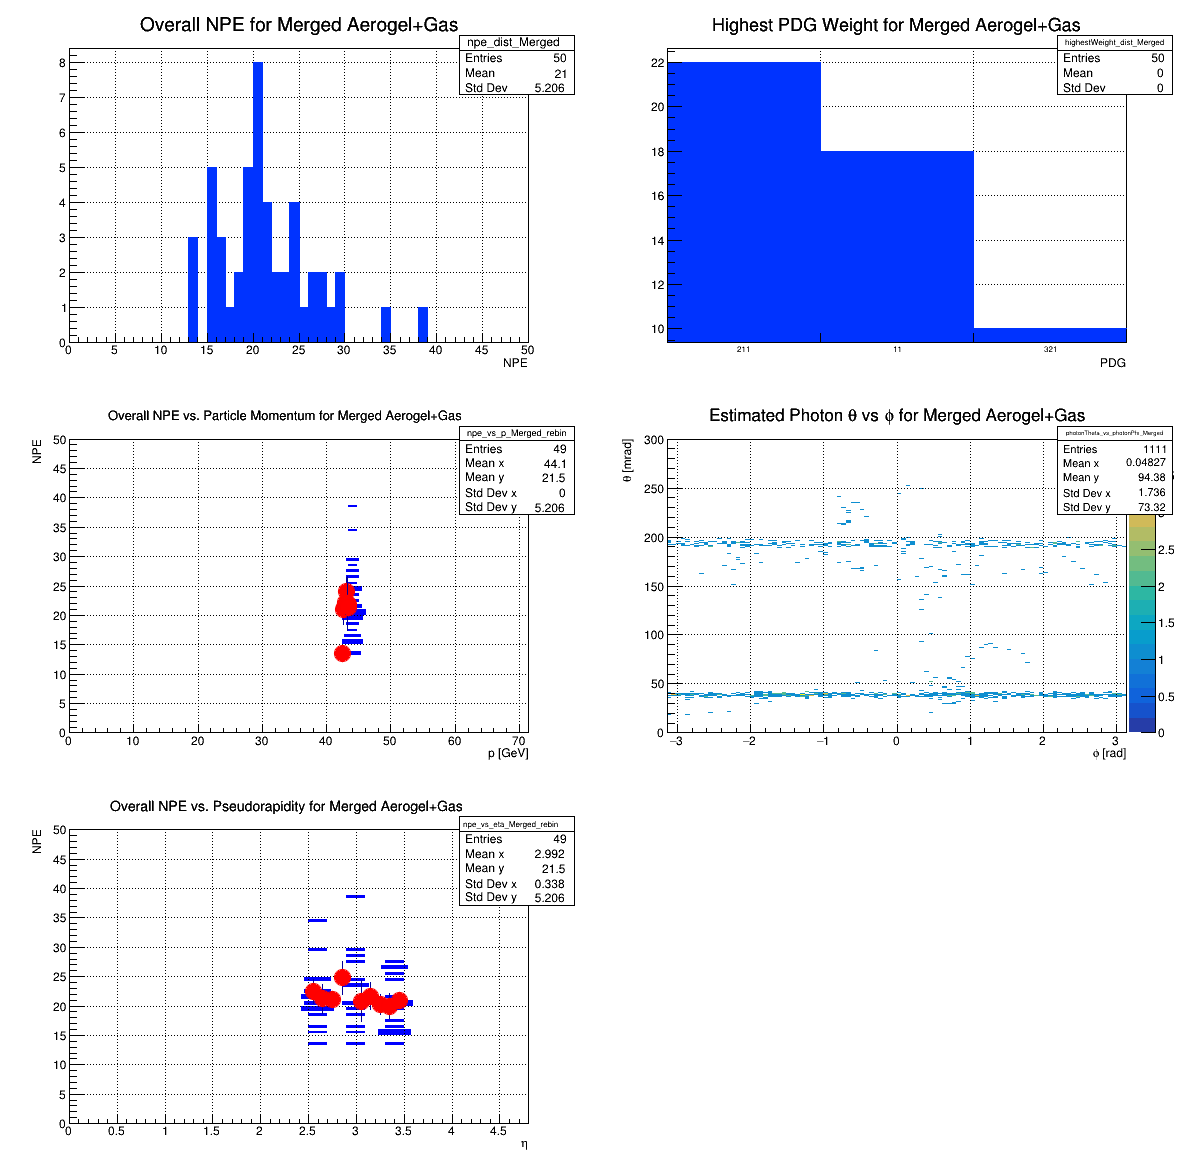 Overall NPE for Merged Aerogel+Gas
npe_dist_Merged
Entries 50
Mean 21
Std Dev 5.206
8
7
6
5
4
3
2
1
0
0 5 10 15 20 25 30 35 40 45 50
NPE
Highest PDG Weight for Merged Aerogel+Gas
highestWeight_dist_Merged
Entries 50
Mean 0
Std Dev 0
22
20
18
16
14
12
10
211 11 321
PDG
Overall NPE vs. Particle Momentum for Merged Aerogel+Gas
NPE
npe_vs_p_Merged_rebin
Entries 49
Mean x 44.1
Mean y 21.5
Std Dev x 0
Std Dev y 5.206
50
45
40
35
30
25
20
15
10
5
0
0 10 20 30 40 50 60 70
p [GeV]
Estimated Photon θ vs ϕ for Merged Aerogel+Gas
θ [mrad]
photonTheta_vs_photonPhi_Merged
Entries 1111
Mean x 0.04827
Mean y 94.38
Std Dev x 1.736
Std Dev y 73.32
300
250
200
150
100
50
0
−3 −2 −1 0 1 2 3
ϕ [rad]
2.5
2
1.5
1
0.5
0
Overall NPE vs. Pseudorapidity for Merged Aerogel+Gas
NPE
npe_vs_eta_Merged_rebin
Entries 49
Mean x 2.992
Mean y 21.5
Std Dev x 0.338
Std Dev y 5.206
50
45
40
35
30
25
20
15
10
5
0
0 0.5 1 1.5 2 2.5 3 3.5 4 4.5
η